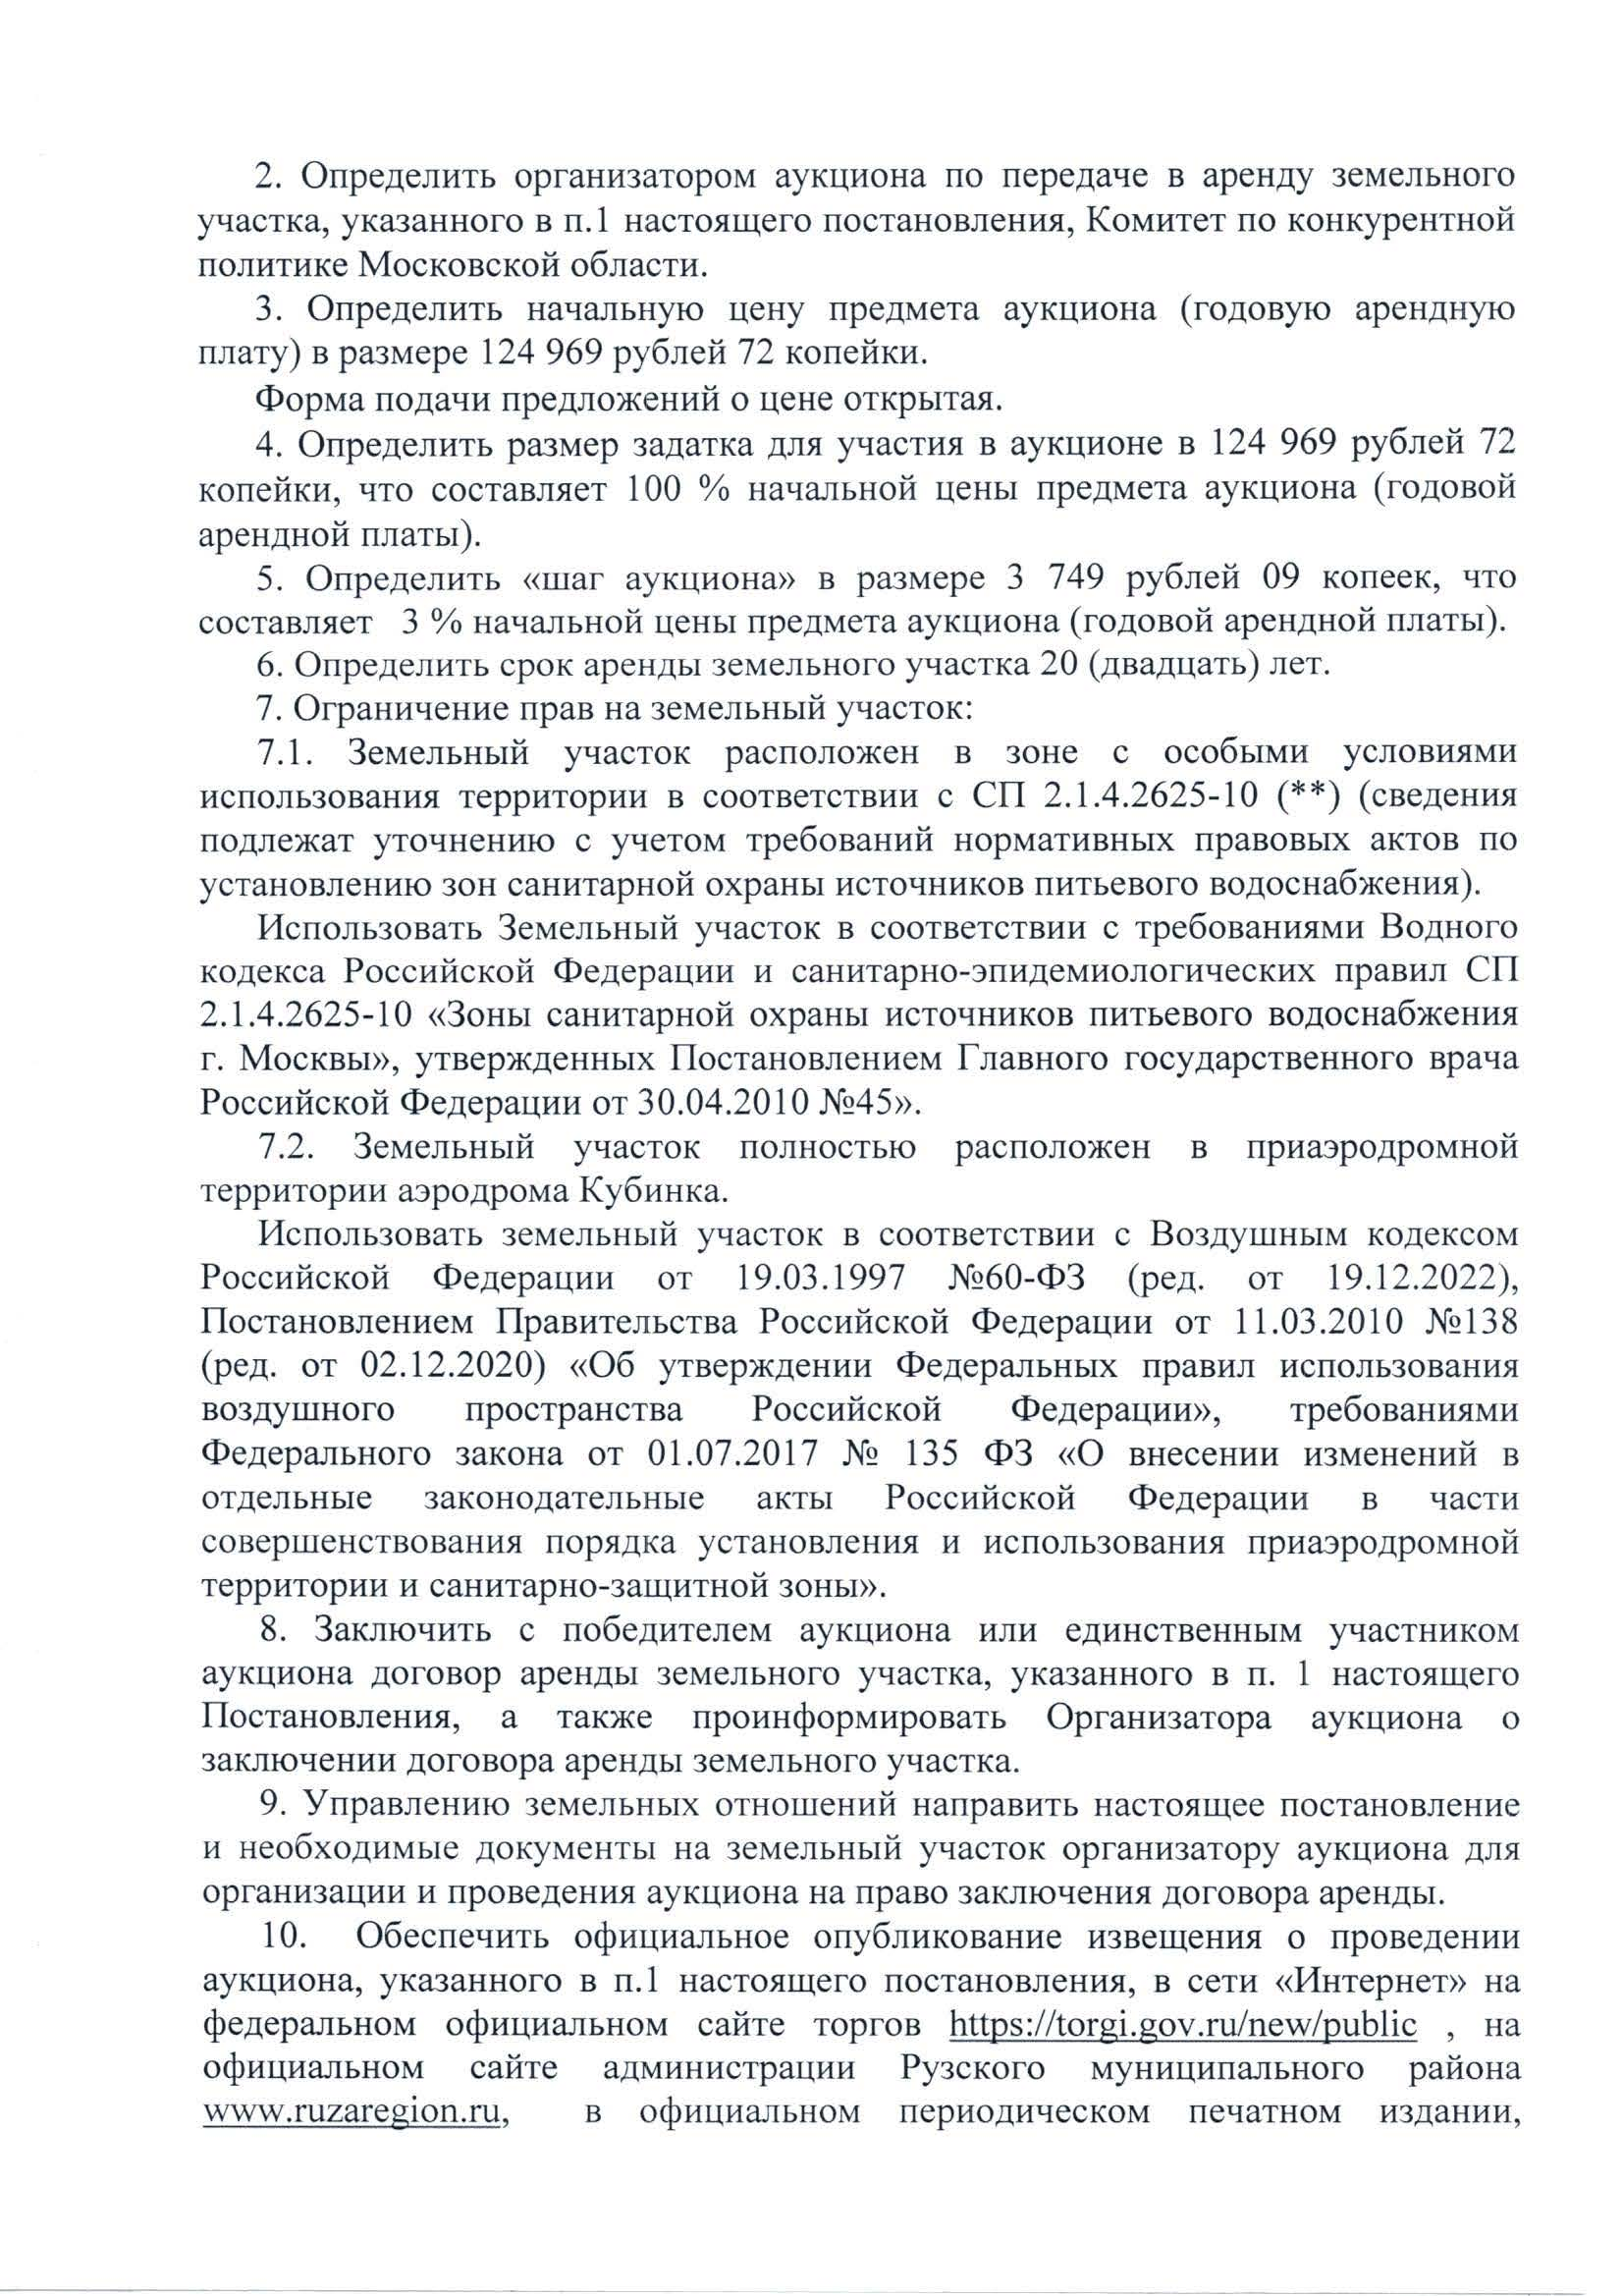 2. Определить организатором аукциона по передаче в аренду земельного
участка, указанного в п.1 настоящего постановления, Комитет по конкурентной
политике Московской области.
3. Определить начальную цену предмета аукциона (годовую арендную
плату) в размере 124 969 рублей 72 копейки.
Форма подачи предложений о цене открытая.
4. Определить размер задатка для участия в аукционе в 124 969 рублей 72
копейки, что составляет 100 % начальной цены предмета аукциона (годовой
арендной платы).
5. Определить «шаг аукциона» в размере 3 749 рублей 09 копеек, что
составляет 3 % начальной цены предмета аукциона (годовой арендной платы).
6. Определить срок аренды земельного участка 20 (двадцать) лет.
7. Ограничение прав на земельный участок:
7.1. Земельный участок расположен в зоне с особыми условиями
использования территории в соответствии с СП 2.1.4.2625-10 (**) (сведения
подлежат уточнению с учетом требований нормативных правовых актов по
установлению зон санитарной охраны источников питьевого водоснабжения).
Использовать Земельный участок в соответствии с требованиями Водного
кодекса Российской Федерации и санитарно-эпидемиологических правил СП
2.1.4.2625-10 «Зоны санитарной охраны источников питьевого водоснабжения
г. Москвы», утвержденных Постановлением Главного государственного врача
Российской Федерации от 30.04.2010 №45».
7.2. Земельный участок полностью расположен в приаэродромной
территории аэродрома Кубинка.
Использовать земельный участок в соответствии с Воздушным кодексом
Российской Федерации от 19.03.1997 №60-ФЗ (ред. от 19.12.2022),
Постановлением Правительства Российской Федерации от 11.03.2010 №138
(ред. от 02.12.2020) «Об утверждении Федеральных правил использования
воздушного пространства Российской Федерации», требованиями
Федерального закона от 01.07.2017 № 135 ФЗ «О внесении изменений в
отдельные законодательные акты Российской Федерации в части
совершенствования порядка установления и использования приаэродромной
территории и санитарно-защитной зоны».
8. Заключить с победителем аукциона или единственным участником
аукциона договор аренды земельного участка, указанного в п. 1 настоящего
Постановления, а также проинформировать Организатора аукциона о
заключении договора аренды земельного участка.
9. Управлению земельных отношений направить настоящее постановление
и необходимые документы на земельный участок организатору аукциона для
организации и проведения аукциона на право заключения договора аренды.
10. Обеспечить официальное опубликование извещения о проведении
аукциона, указанного в п.1 настоящего постановления, в сети «Интернет» на
федеральном официальном сайте торгов https://torgi.gov.ru/new/public , на
официальном сайте администрации Рузского муниципального района
www.ruzaregion.ru, в официальном периодическом печатном издании,